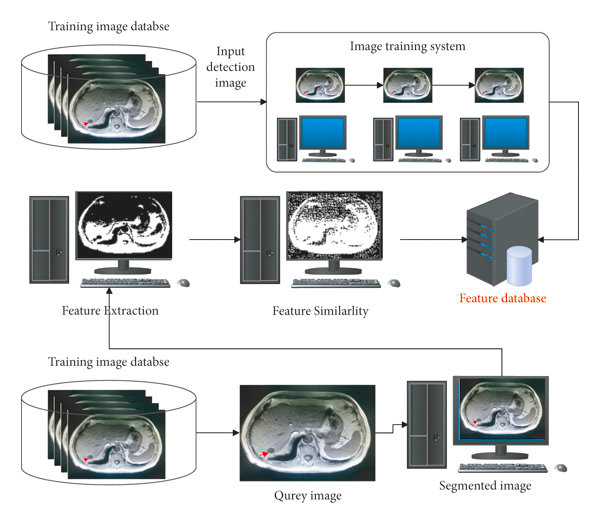 Training image databse
Input
detection
image
Image training system
Feature Extraction
Feature Similarlity
Feature database
Training image databse
Qurey image
Segmented image